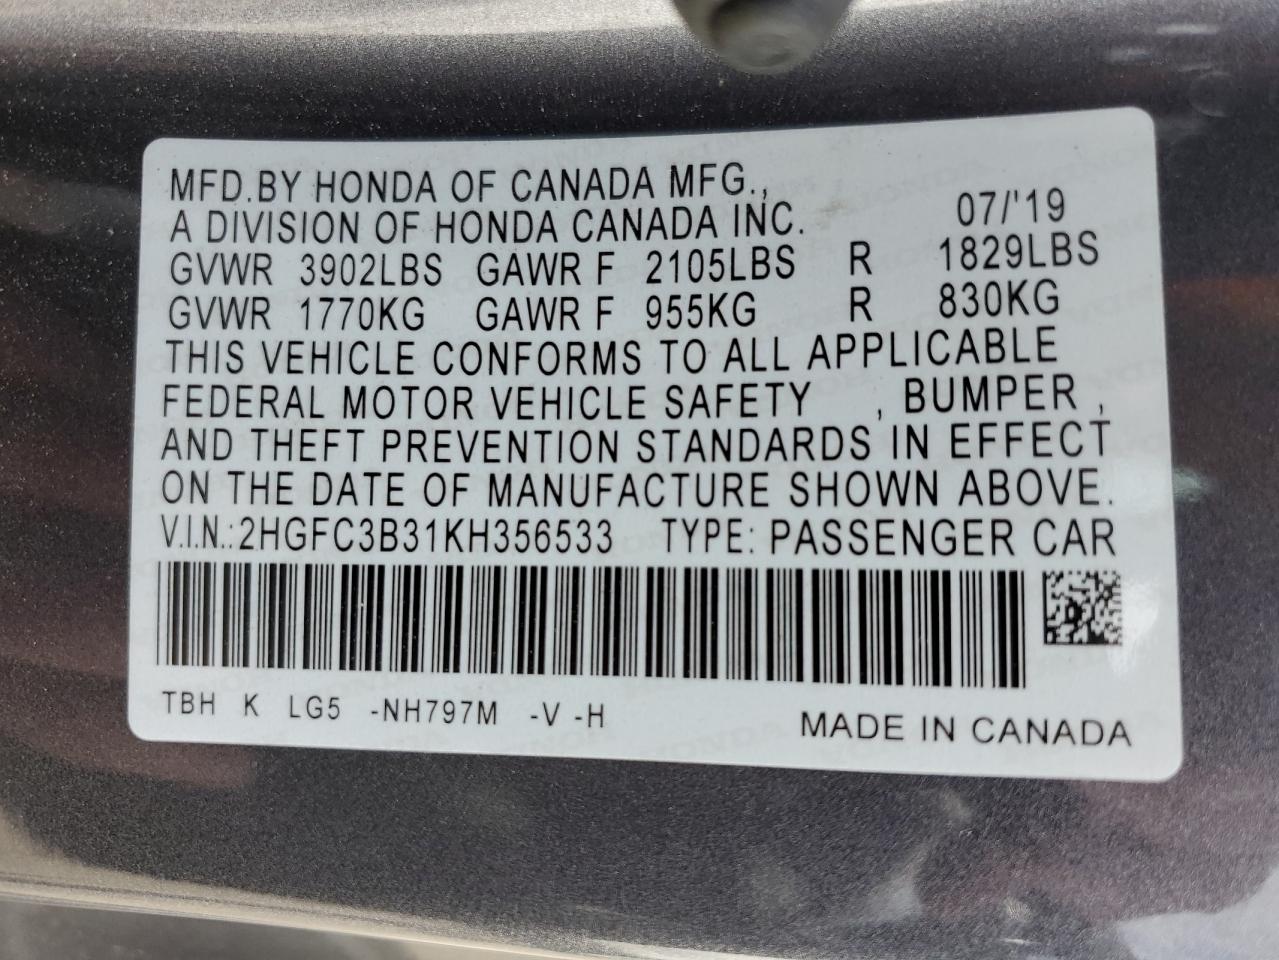 MFD.BY HONDA OF CANADA MFG.,
A DIVISION OF HONDA CANADA INC. 07/'19
GVWR 3902LBS GAWR F 2105LBS R 1829LBS
GVWR 1770KG GAWR F 955KG R 830KG
THIS VEHICLE CONFORMS TO ALL APPLICABLE
FEDERAL MOTOR VEHICLE SAFETY , BUMPER ,
AND THEFT PREVENTION STANDARDS IN EFFECT
ON THE DATE OF MANUFACTURE SHOWN ABOVE.
V.I.N.:2HGFC3B31KH356533 TYPE: PASSENGER CAR
TBH K LG5 -NH797M -V -H
MADE IN CANADA